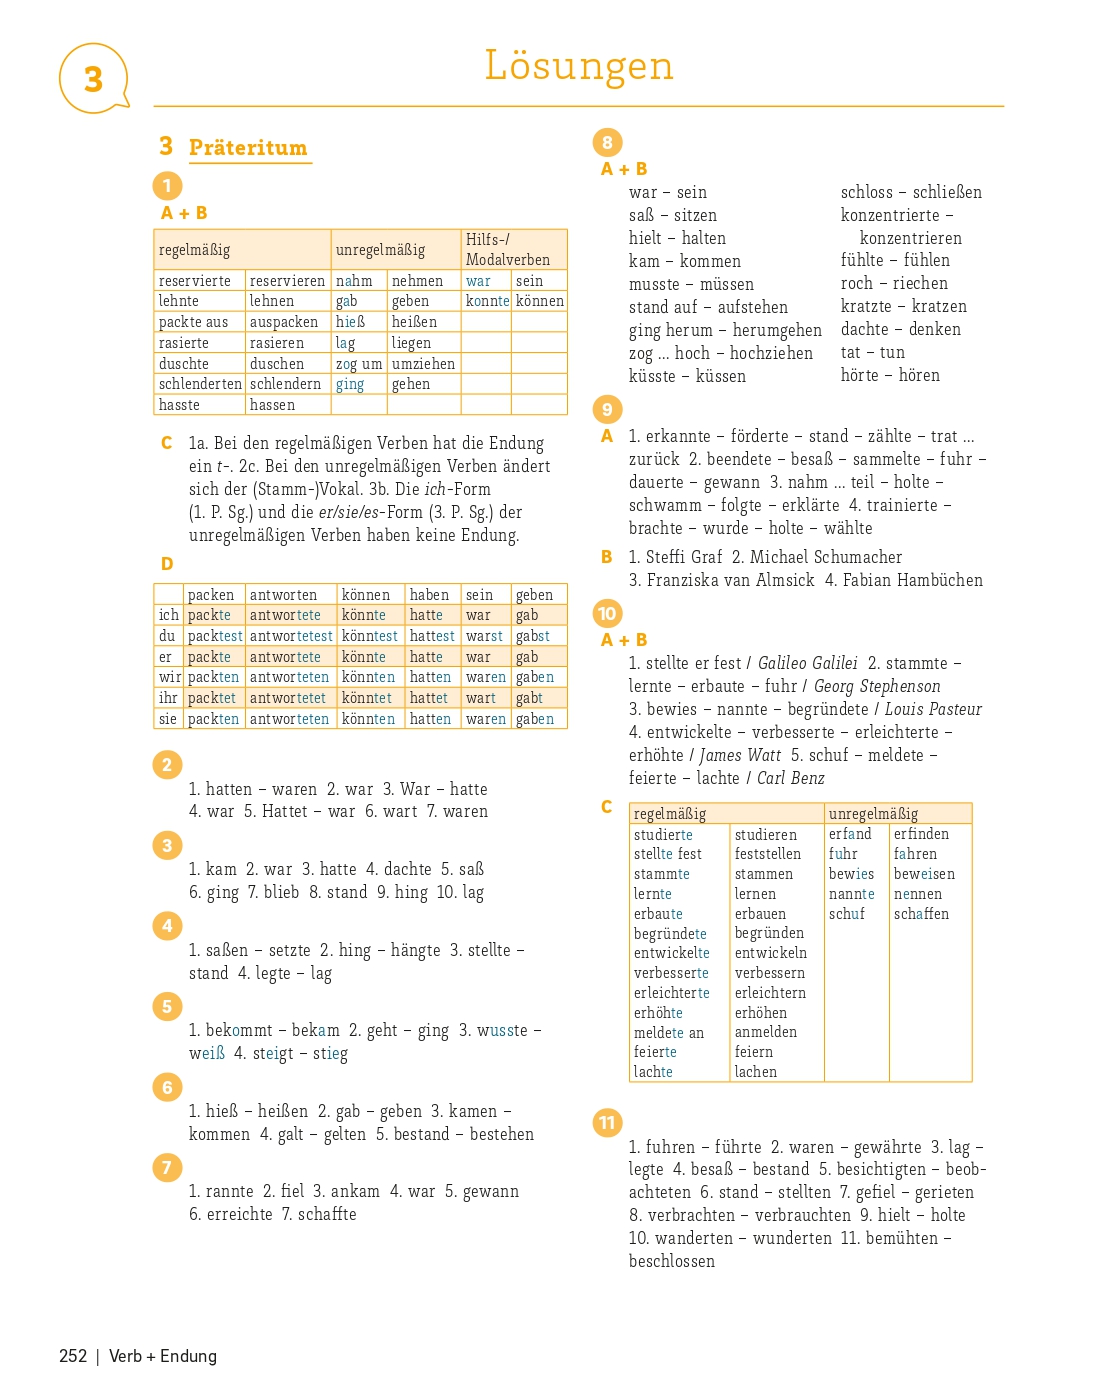 3
Lösungen
3 Präteritum
1
A + B
regelmäßig unregelmäßig Hilfs-/
Modalverben
reservierte reservieren nahm nehmen war sein
lehnte lehnen gab geben konnte können
packte aus auspacken hieß heißen
rasierte rasieren lag liegen
duschte duschen zog um umziehen
schlenderten schlendern ging gehen
hasste hassen
C 1a. Bei den regelmäßigen Verben hat die Endung
ein t-. 2c. Bei den unregelmäßigen Verben ändert
sich der (Stamm-)Vokal. 3b. Die ich-Form
(1. P. Sg.) und die er/sie/es-Form (3. P. Sg.) der
unregelmäßigen Verben haben keine Endung.
D
packen antworten können haben sein geben
ich packte antwortete könnte hatte war gab
du packtest antwortetest könntest hattest warst gabst
er packte antwortete könnte hatte war gab
wir packten antworteten könnten hatten waren gaben
ihr packtet antwortetet könntet hattet wart gabt
sie packten antworteten könnten hatten waren gaben
2
1. hatten – waren 2. war 3. War – hatte
4. war 5. Hattet – war 6. wart 7. waren
3
1. kam 2. war 3. hatte 4. dachte 5. saß
6. ging 7. blieb 8. stand 9. hing 10. lag
4
1. saßen – setzte 2. hing – hängte 3. stellte –
stand 4. legte – lag
5
1. bekommt – bekam 2. geht – ging 3. wusste –
weiß 4. steigt – stieg
6
1. hieß – heißen 2. gab – geben 3. kamen –
kommen 4. galt – gelten 5. bestand – bestehen
7
1. rannte 2. fiel 3. ankam 4. war 5. gewann
6. erreichte 7. schaffte
8
A + B
war – sein
saß – sitzen
hielt – halten
kam – kommen
musste – müssen
stand auf – aufstehen
ging herum – herumgehen
zog ... hoch – hochziehen
küsste – küssen
schloss – schließen
konzentrierte –
konzentrieren
fühlte – fühlen
roch – riechen
kratzte – kratzen
dachte – denken
tat – tun
hörte – hören
9
A 1. erkannte – förderte – stand – zählte – trat ...
zurück 2. beendete – besaß – sammelte – fuhr –
dauerte – gewann 3. nahm ... teil – holte –
schwamm – folgte – erklärte 4. trainierte –
brachte – wurde – holte – wählte
B 1. Steffi Graf 2. Michael Schumacher
3. Franziska van Almsick 4. Fabian Hambüchen
10
A + B
1. stellte er fest / Galileo Galilei 2. stammte –
lernte – erbaute – fuhr / Georg Stephenson
3. bewies – nannte – begründete / Louis Pasteur
4. entwickelte – verbesserte – erleichterte –
erhöhte / James Watt 5. schuf – meldete –
feierte – lachte / Carl Benz
C
regelmäßig unregelmäßig
studierte studieren erfand erfinden
stellte fest feststellen fuhr fahren
stammte stammen bewies beweisen
lernte lernen nannte nennen
erbaute erbauen schuf schaffen
begründete begründen
entwickelte entwickeln
verbesserte verbessern
erleichterte erleichtern
erhöhte erhöhen
meldete an anmelden
feierte feiern
lachte lachen
11
1. fuhren – führte 2. waren – gewährte 3. lag –
legte 4. besaß – bestand 5. besichtigten – beob-
achteten 6. stand – stellten 7. gefiel – gerieten
8. verbrachten – verbrauchten 9. hielt – holte
10. wanderten – wunderten 11. bemühten –
beschlossen
252 | Verb + Endung